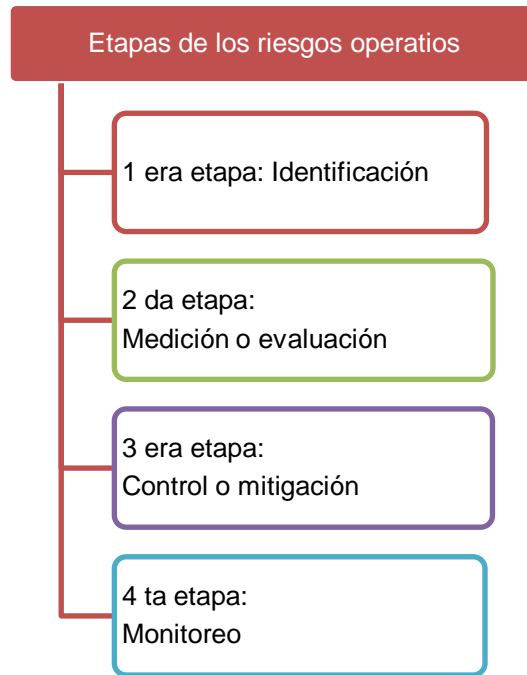 Etapas de los riesgos operatios
1 era etapa: Identificación
2 da etapa:
Medición o evaluación
3 era etapa:
Control o mitigación
4 ta etapa:
Monitoreo